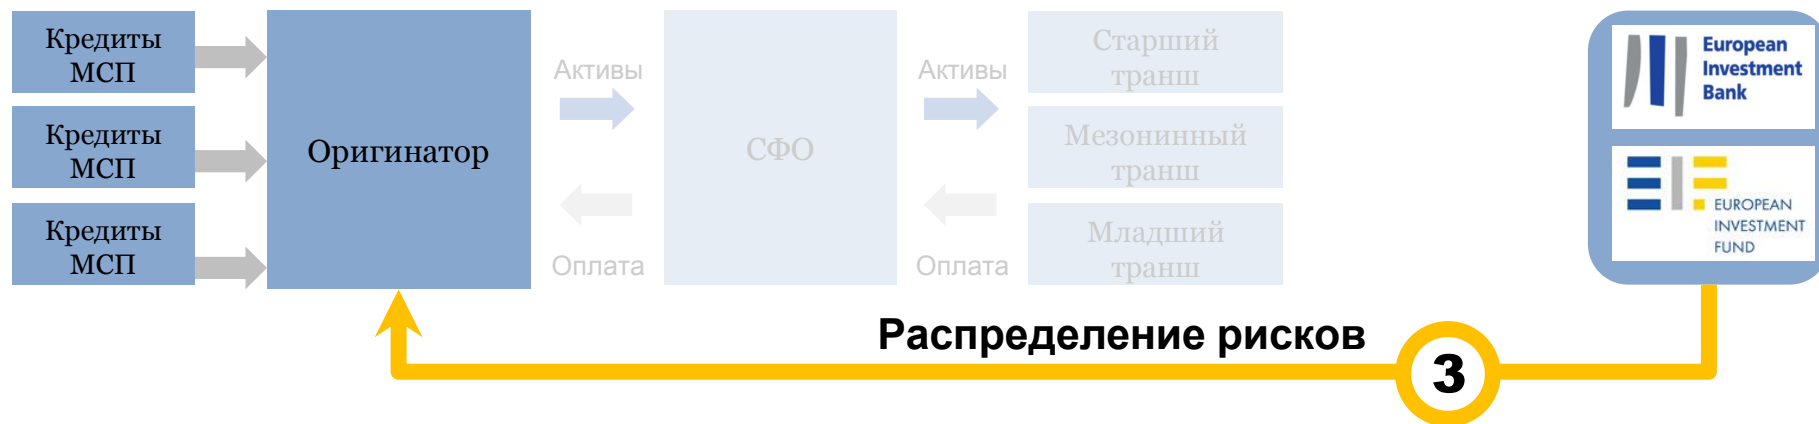 Кредиты
МСП
Кредиты
МСП
Кредиты
МСП
Оригинатор
Активы
Оплата
СФО
Активы
Оплата
Старший
транш
Мезонинный
транш
Младший
транш
European
Investment
Bank
EUROPEAN
INVESTMENT
FUND
Распределение рисков
3